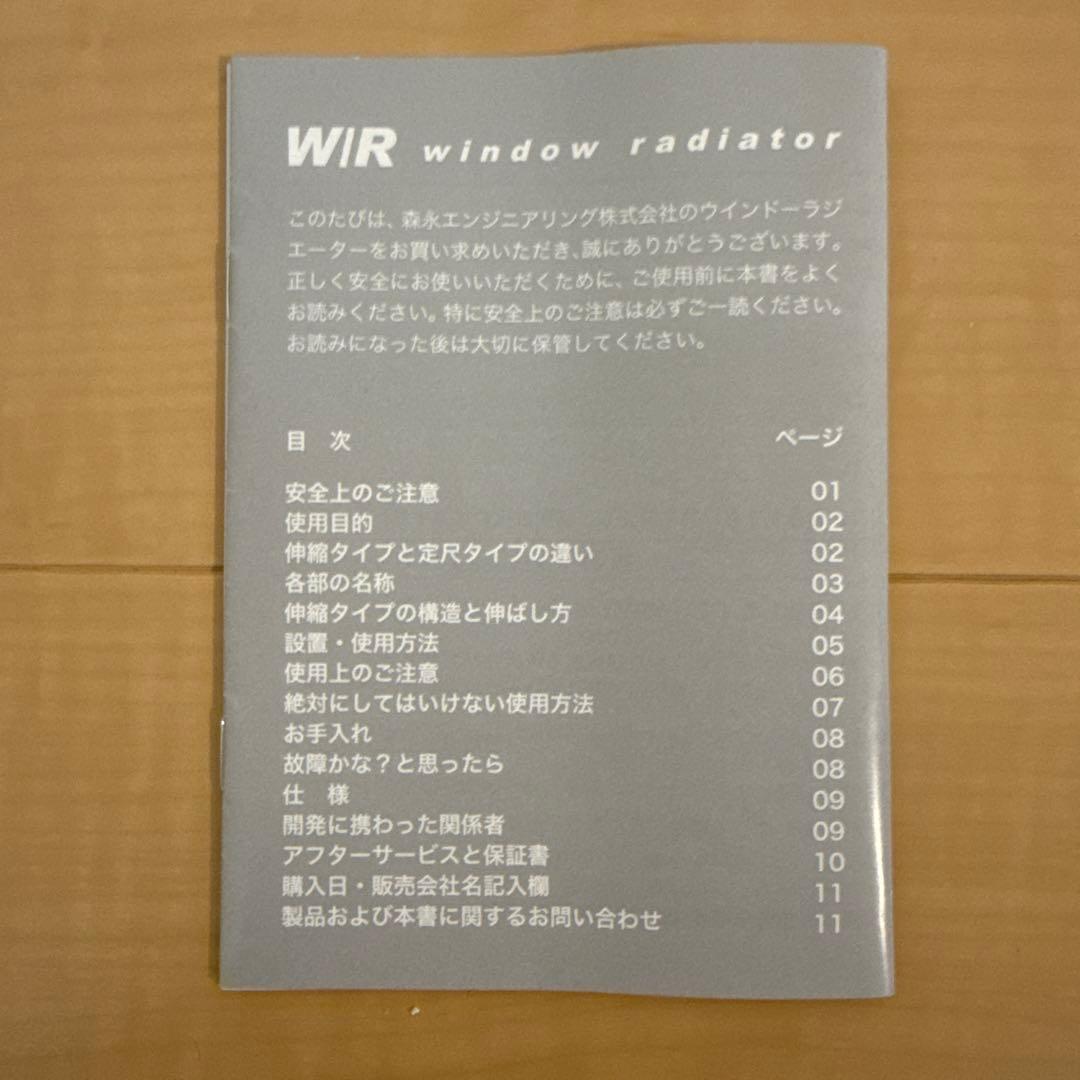 W/R window radiator
このたびは、森永エンジニアリング株式会社のウインドーラジ
エーターをお買い求めいただき、誠にありがとうございます。
正しく安全にお使いいただくために、ご使用前に本書をよく
お読みください。特に安全上のご注意は必ずご一読ください。
お読みになった後は大切に保管してください。
目 次 ページ
安全上のご注意 01
使用目的 02
伸縮タイプと定尺タイプの違い 02
各部の名称 03
伸縮タイプの構造と伸ばし方 04
設置・使用方法 05
使用上のご注意 06
絶対にしてはいけない使用方法 07
お手入れ 08
故障かな？と思ったら 08
仕 様 09
開発に携わった関係者 09
アフターサービスと保証書 10
購入日・販売会社名記入欄 11
製品および本書に関するお問い合わせ 11